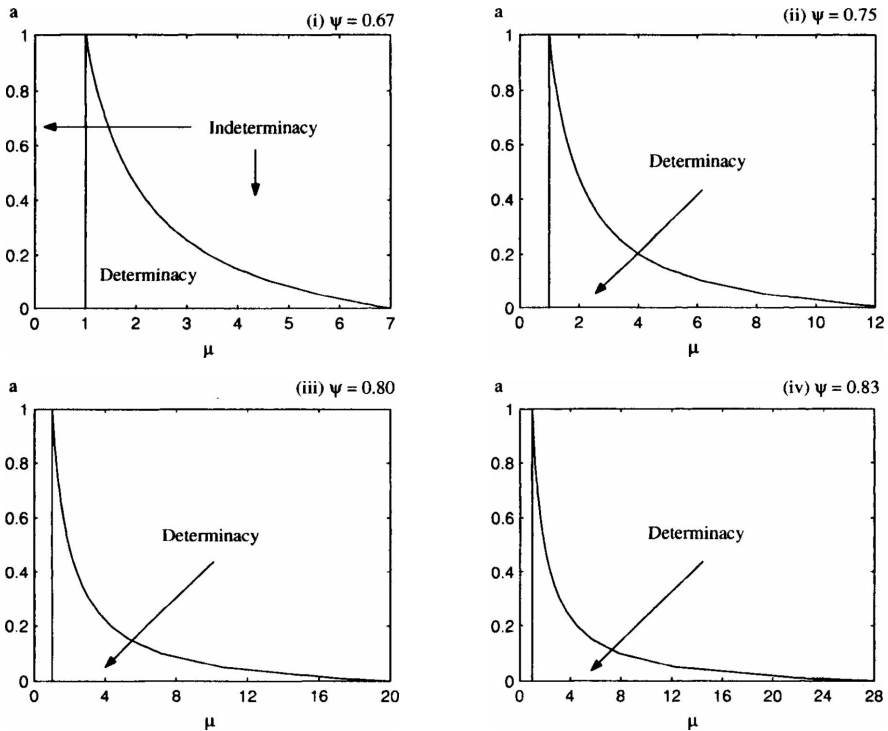 a (i) ψ = 0.67
1
0.8
0.6
0.4
0.2
0
Indeterminacy
Determinacy
0 1 2 3 4 5 6 7
μ
a (ii) ψ = 0.75
1
0.8
0.6
0.4
0.2
0
Determinacy
2 4 6 8 10 12
μ
a (iii) ψ = 0.80
1
0.8
0.6
0.4
0.2
0
Determinacy
0 4 8 12 16 20
μ
a (iv) ψ = 0.83
1
0.8
0.6
0.4
0.2
0
Determinacy
0 4 8 12 16 20 24 28
μ